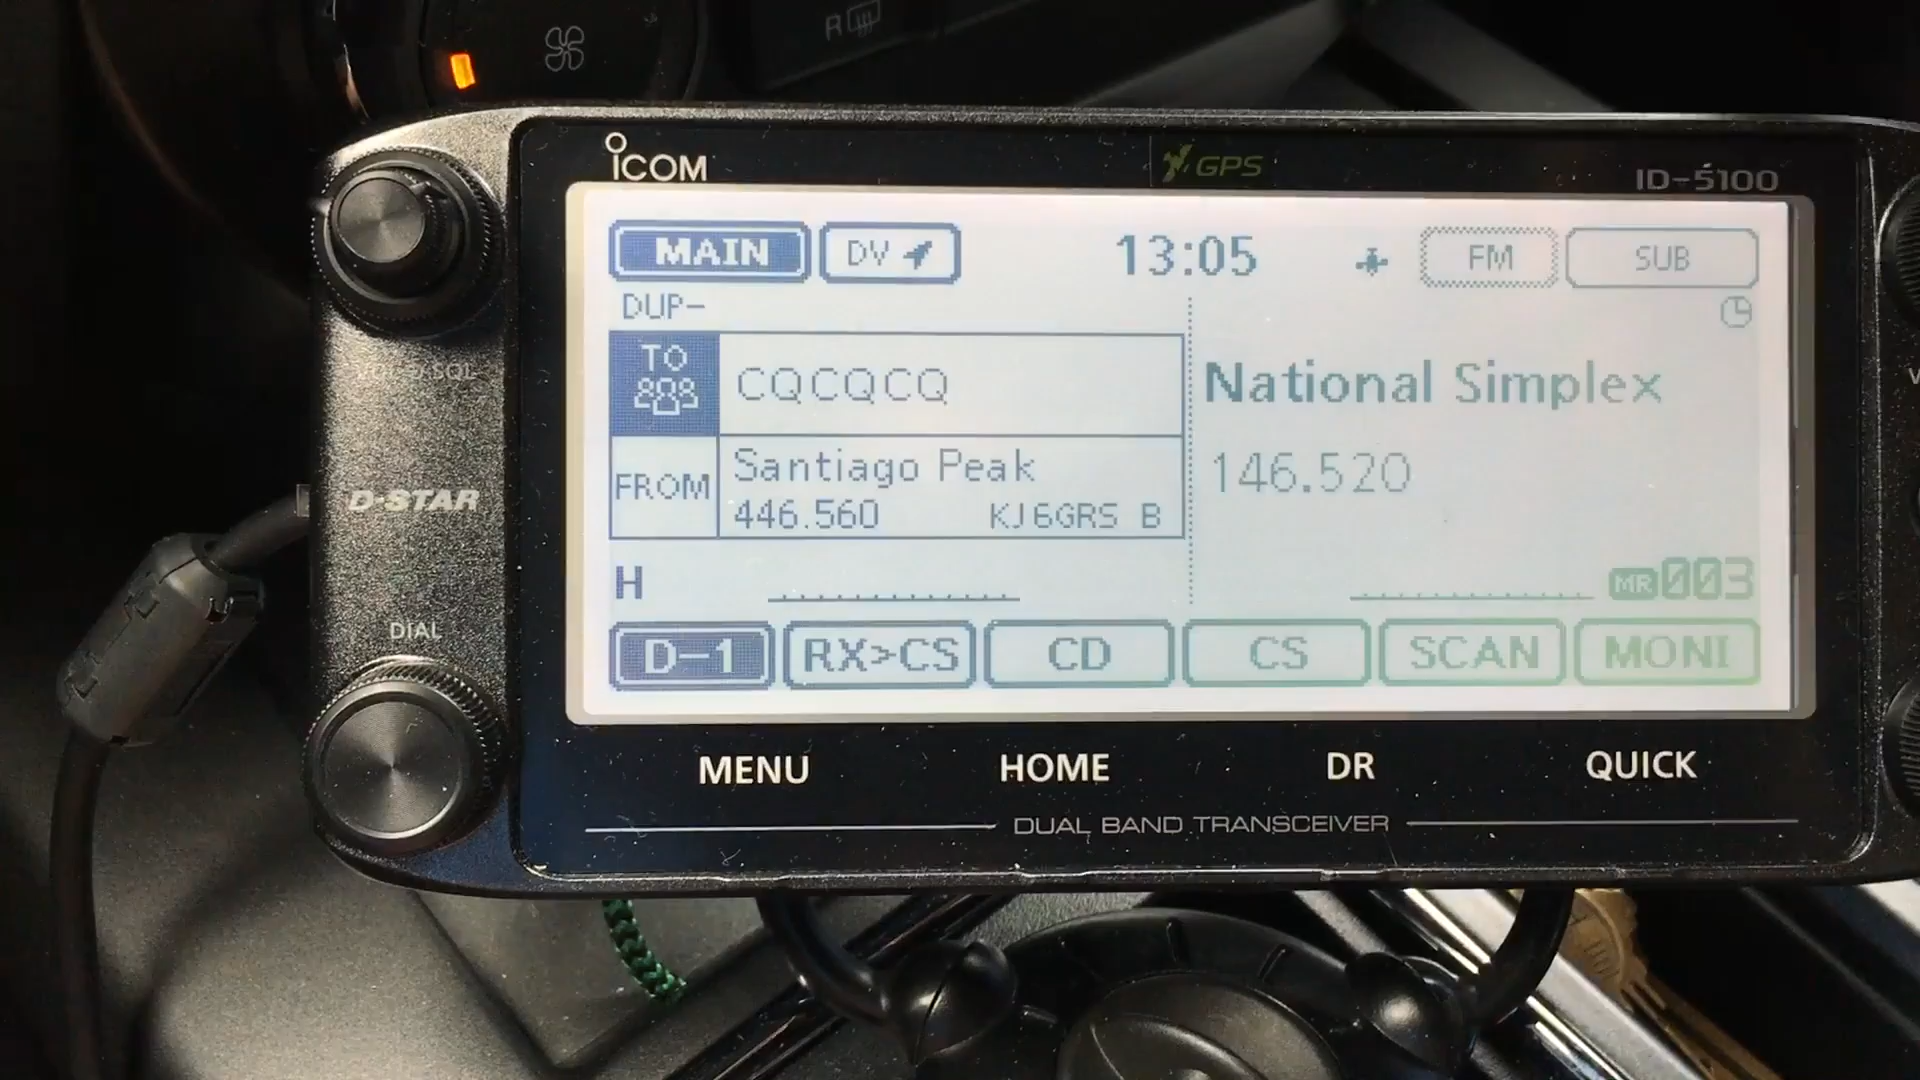 R
ICOM
GPS
ID-5100
MAIN
DV
13:05
FM
SUB
DUP-
TO
CQCQCQ
National Simplex
FROM
Santiago Peak
446.560
KJ6GRS B
146.520
H
MR 003
D-1
RX>CS
CD
CS
SCAN
MONI
D-STAR
DIAL
MENU
HOME
DR
QUICK
DUAL BAND TRANSCEIVER